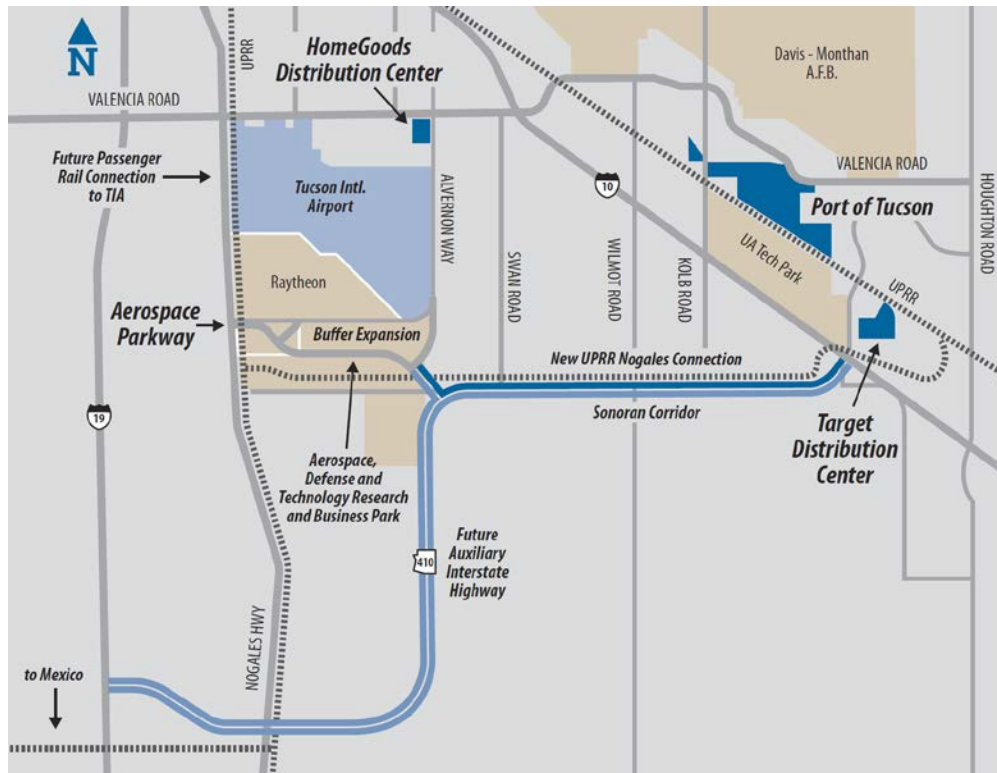 N
UPRR
HomeGoods
Distribution Center
Davis - Monthan
A.F.B.
VALENCIA ROAD
Future Passenger
Rail Connection
to TIA
Tucson Intl.
Airport
ALVERNON WAY
10
VALENCIA ROAD
HOUGHTON ROAD
Port of Tucson
SWAN ROAD
WILMOT ROAD
KOLB ROAD
UA Tech Park
UPRR
Raytheon
Aerospace
Parkway
Buffer Expansion
New UPRR Nogales Connection
19
Sonoran Corridor
Target
Distribution
Center
Aerospace,
Defense and
Technology Research
and Business Park
410
Future
Auxiliary
Interstate
Highway
NOGALES HWY
to Mexico